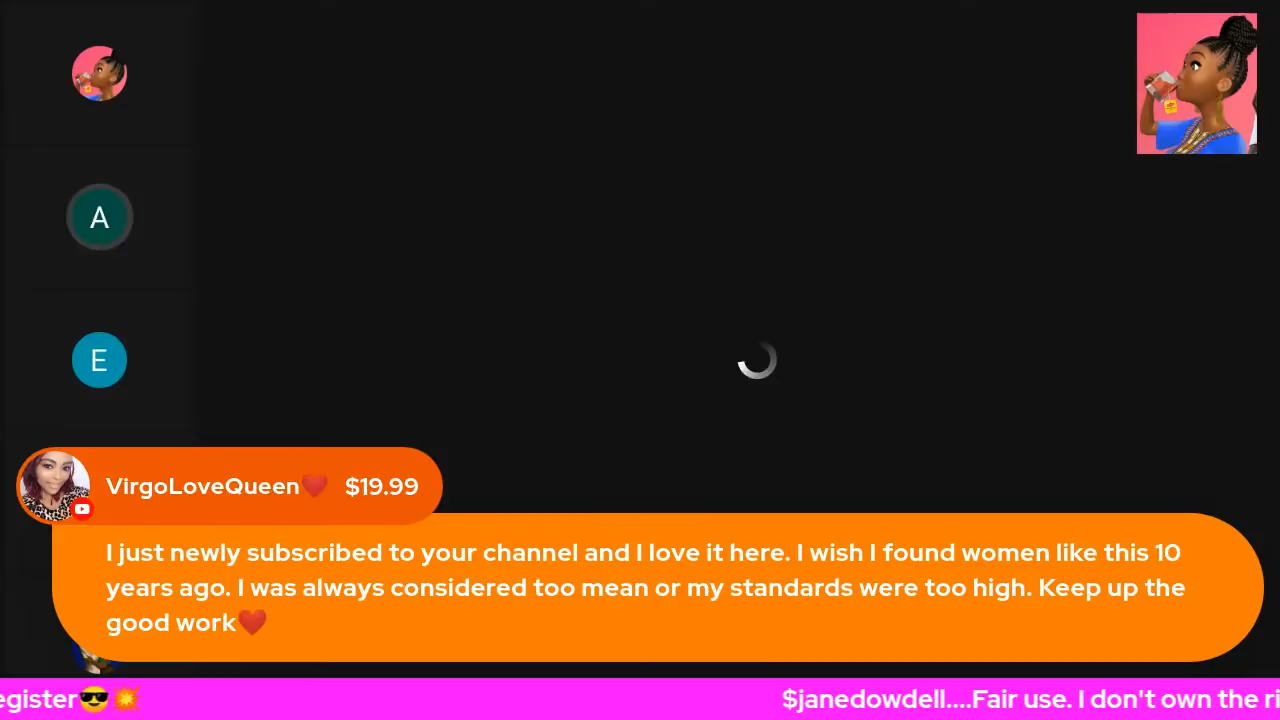 A
E
VirgoLoveQueen❤️ $19.99
I just newly subscribed to your channel and I love it here. I wish I found women like this 10
years ago. I was always considered too mean or my standards were too high. Keep up the
good work❤️
egister😎💥 $janedowdell....Fair use. I don't own the ri